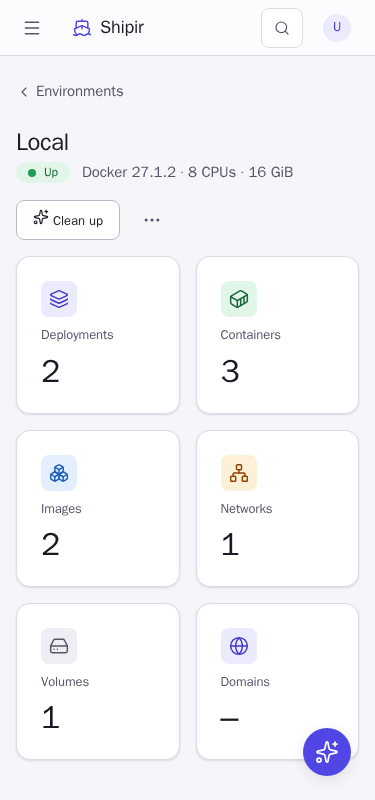 Shipir
U
Environments
Local
Up
Docker 27.1.2 · 8 CPUs · 16 GiB
Clean up
Deployments
2
Containers
3
Images
2
Networks
1
Volumes
1
Domains
–